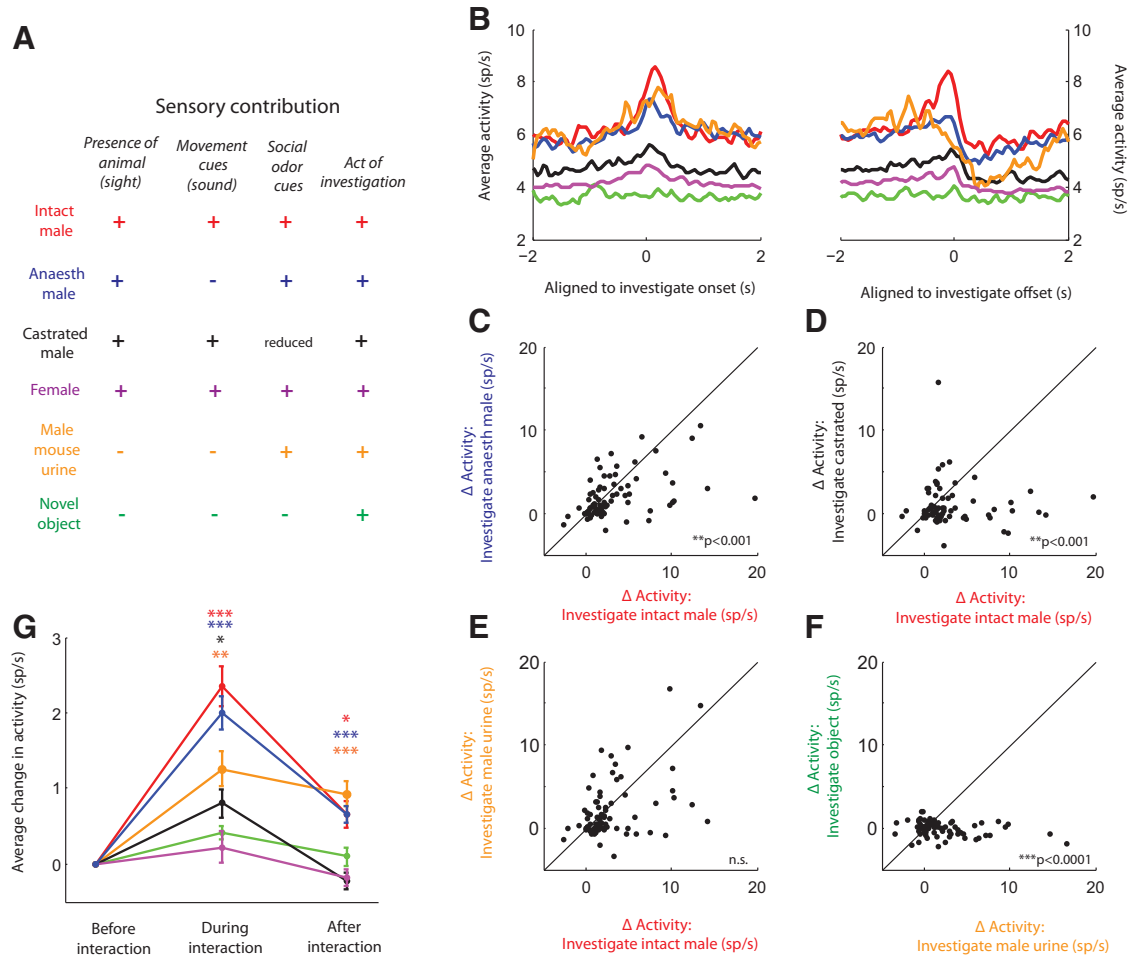 A
Sensory contribution
Presence of animal (sight)
Movement cues (sound)
Social odor cues
Act of investigation
Intact male + + + +
Anaesth male + - + +
Castrated male + + reduced +
Female + + + +
Male mouse urine - - + +
Novel object - - - +
B
Average activity (sp/s)
10
8
6
4
2
-2 0 2
Aligned to investigate onset (s)
10
8
6
4
2
Average activity (sp/s)
-2 0 2
Aligned to investigate offset (s)
C
Δ Activity:
Investigate anaesth male (sp/s)
20
10
0
**p<0.001
0 10 20
Δ Activity:
Investigate intact male (sp/s)
D
Δ Activity:
Investigate castrated (sp/s)
20
10
0
**p<0.001
0 10 20
Δ Activity:
Investigate intact male (sp/s)
G
Average change in activity (sp/s)
3
2
1
0
***
***
*
**
*
***
***
Before interaction
During interaction
After interaction
E
Δ Activity:
Investigate male urine (sp/s)
20
10
0
n.s.
0 10 20
Δ Activity:
Investigate intact male (sp/s)
F
Δ Activity:
Investigate object (sp/s)
20
10
0
***p<0.0001
0 10 20
Δ Activity:
Investigate male urine (sp/s)